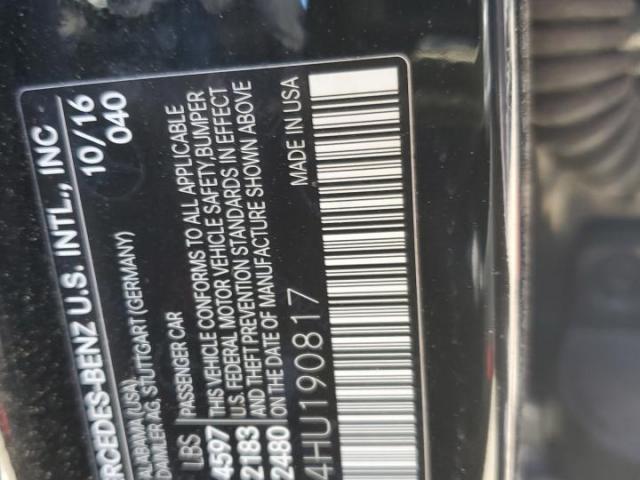 MERCEDES-BENZ U.S. INTL., INC 10/16
ALABAMA (USA) 040
DAIMLER AG, STUTTGART (GERMANY)
LBS PASSENGER CAR
4597 THIS VEHICLE CONFORMS TO ALL APPLICABLE
2183 U.S. FEDERAL MOTOR VEHICLE SAFETY, BUMPER
2480 AND THEFT PREVENTION STANDARDS IN EFFECT
ON THE DATE OF MANUFACTURE SHOWN ABOVE
4HU190817 MADE IN USA